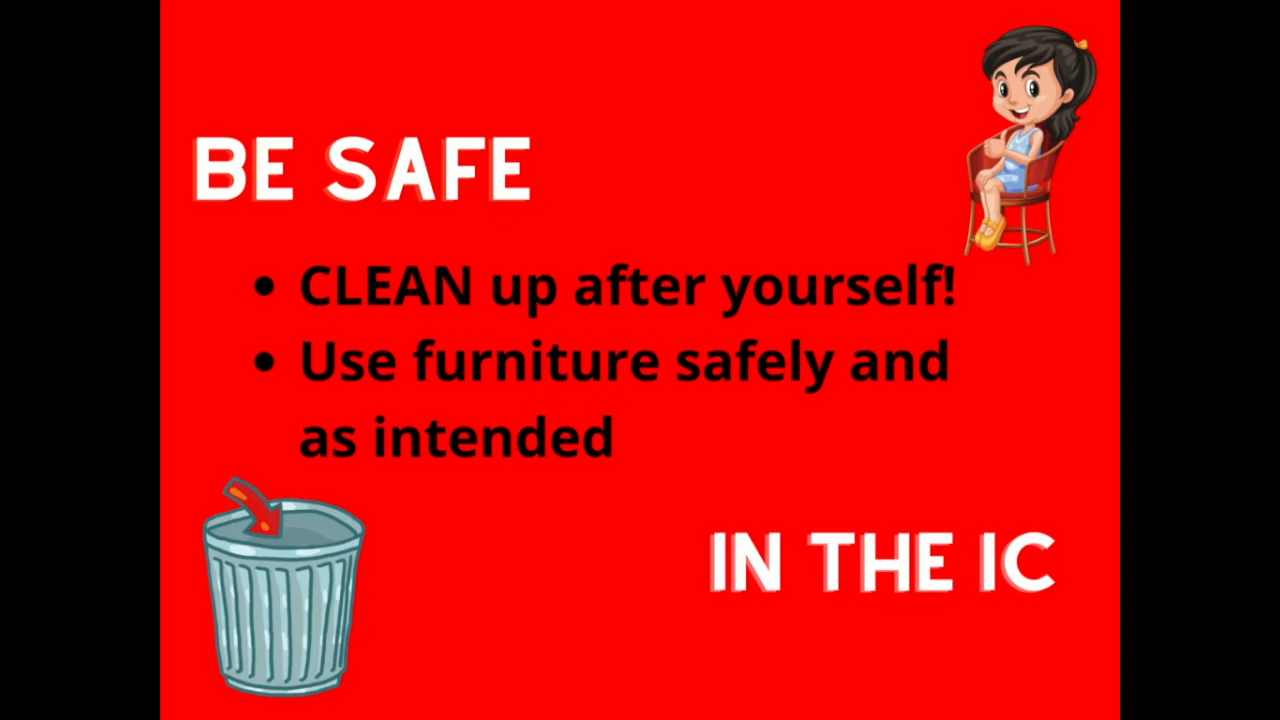 BE SAFE
• CLEAN up after yourself!
• Use furniture safely and
as intended
IN THE IC